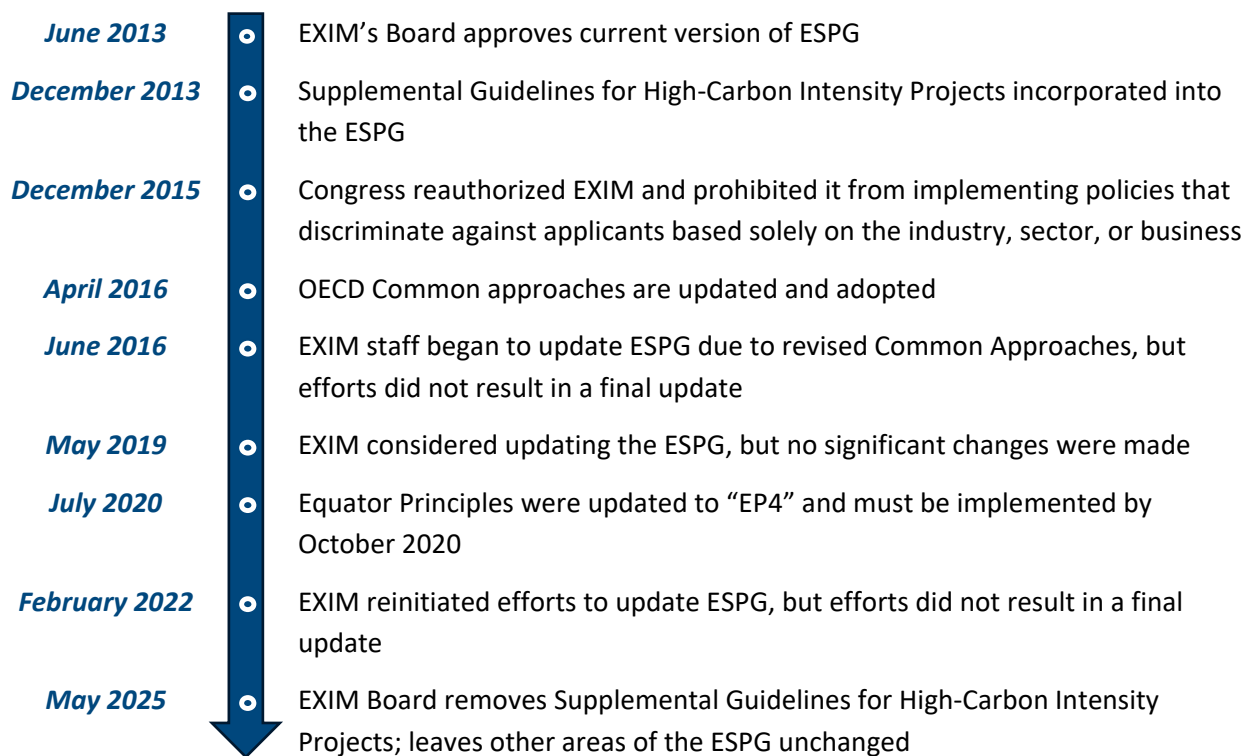 June 2013
EXIM’s Board approves current version of ESPG
December 2013
Supplemental Guidelines for High-Carbon Intensity Projects incorporated into
the ESPG
December 2015
Congress reauthorized EXIM and prohibited it from implementing policies that
discriminate against applicants based solely on the industry, sector, or business
April 2016
OECD Common approaches are updated and adopted
June 2016
EXIM staff began to update ESPG due to revised Common Approaches, but
efforts did not result in a final update
May 2019
EXIM considered updating the ESPG, but no significant changes were made
July 2020
Equator Principles were updated to “EP4” and must be implemented by
October 2020
February 2022
EXIM reinitiated efforts to update ESPG, but efforts did not result in a final
update
May 2025
EXIM Board removes Supplemental Guidelines for High-Carbon Intensity
Projects; leaves other areas of the ESPG unchanged